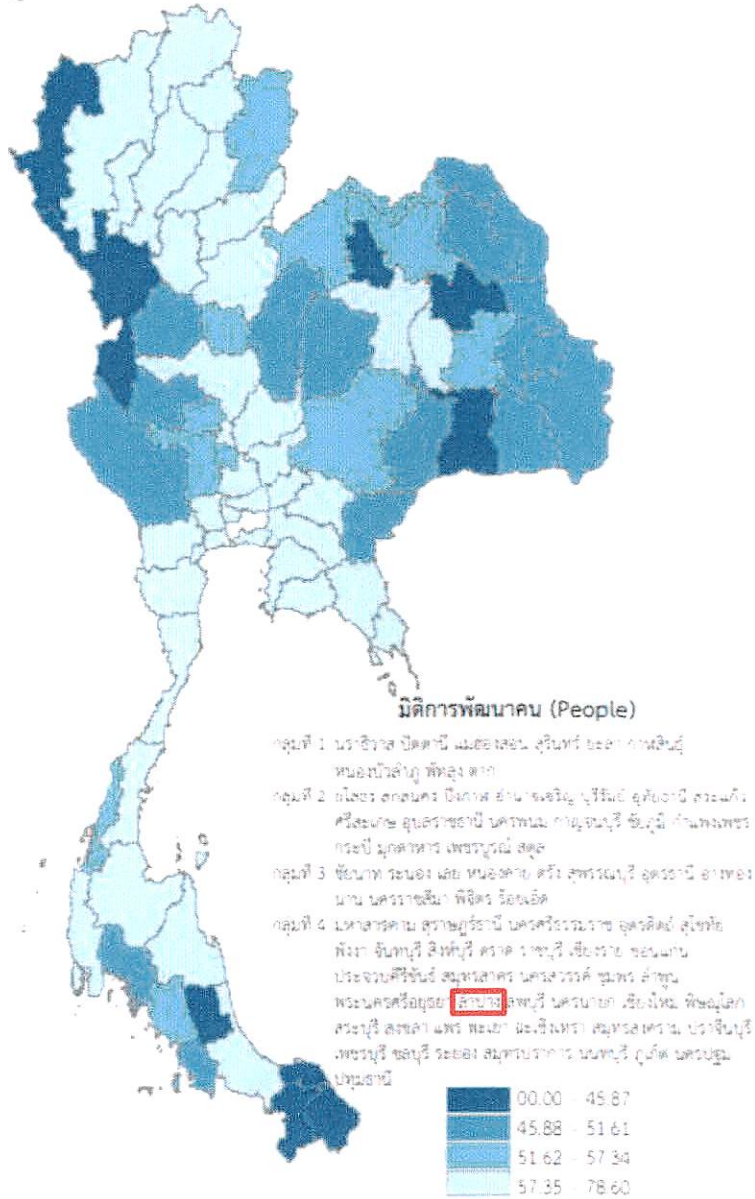 มิติการพัฒนาคน (People)
กลุ่มที่ 1 นราธิวาส ปัตตานี แม่ฮ่องสอน สุรินทร์ ยะลา กาฬสินธุ์
หนองบัวลำภู พัทลุง ตาก
กลุ่มที่ 2 ยโสธร สกลนคร บึงกาฬ อำนาจเจริญ บุรีรัมย์ อุทัยธานี สระแก้ว
ศรีสะเกษ อุบลราชธานี นครพนม กาญจนบุรี ชัยภูมิ กำแพงเพชร
กระบี่ มุกดาหาร เพชรบูรณ์ สตูล
กลุ่มที่ 3 ชัยนาท ระนอง เลย หนองคาย ตรัง สุพรรณบุรี อุดรธานี อ่างทอง
น่าน นครราชสีมา พิจิตร ร้อยเอ็ด
กลุ่มที่ 4 มหาสารคาม สุราษฎร์ธานี นครศรีธรรมราช อุตรดิตถ์ สุโขทัย
พังงา จันทบุรี สิงห์บุรี ตราด ราชบุรี เชียงราย ขอนแก่น
ประจวบคีรีขันธ์ สมุทรสาคร นครสวรรค์ ชุมพร ลำพูน
พระนครศรีอยุธยา ลำปาง ลพบุรี นครนายก เชียงใหม่ พิษณุโลก
สระบุรี สงขลา แพร่ พะเยา ฉะเชิงเทรา สมุทรสงคราม ปราจีนบุรี
เพชรบุรี ชลบุรี ระยอง สมุทรปราการ นนทบุรี ภูเก็ต นครปฐม
ปทุมธานี
00.00 - 45.87
45.88 - 51.61
51.62 - 57.34
57.35 - 78.60